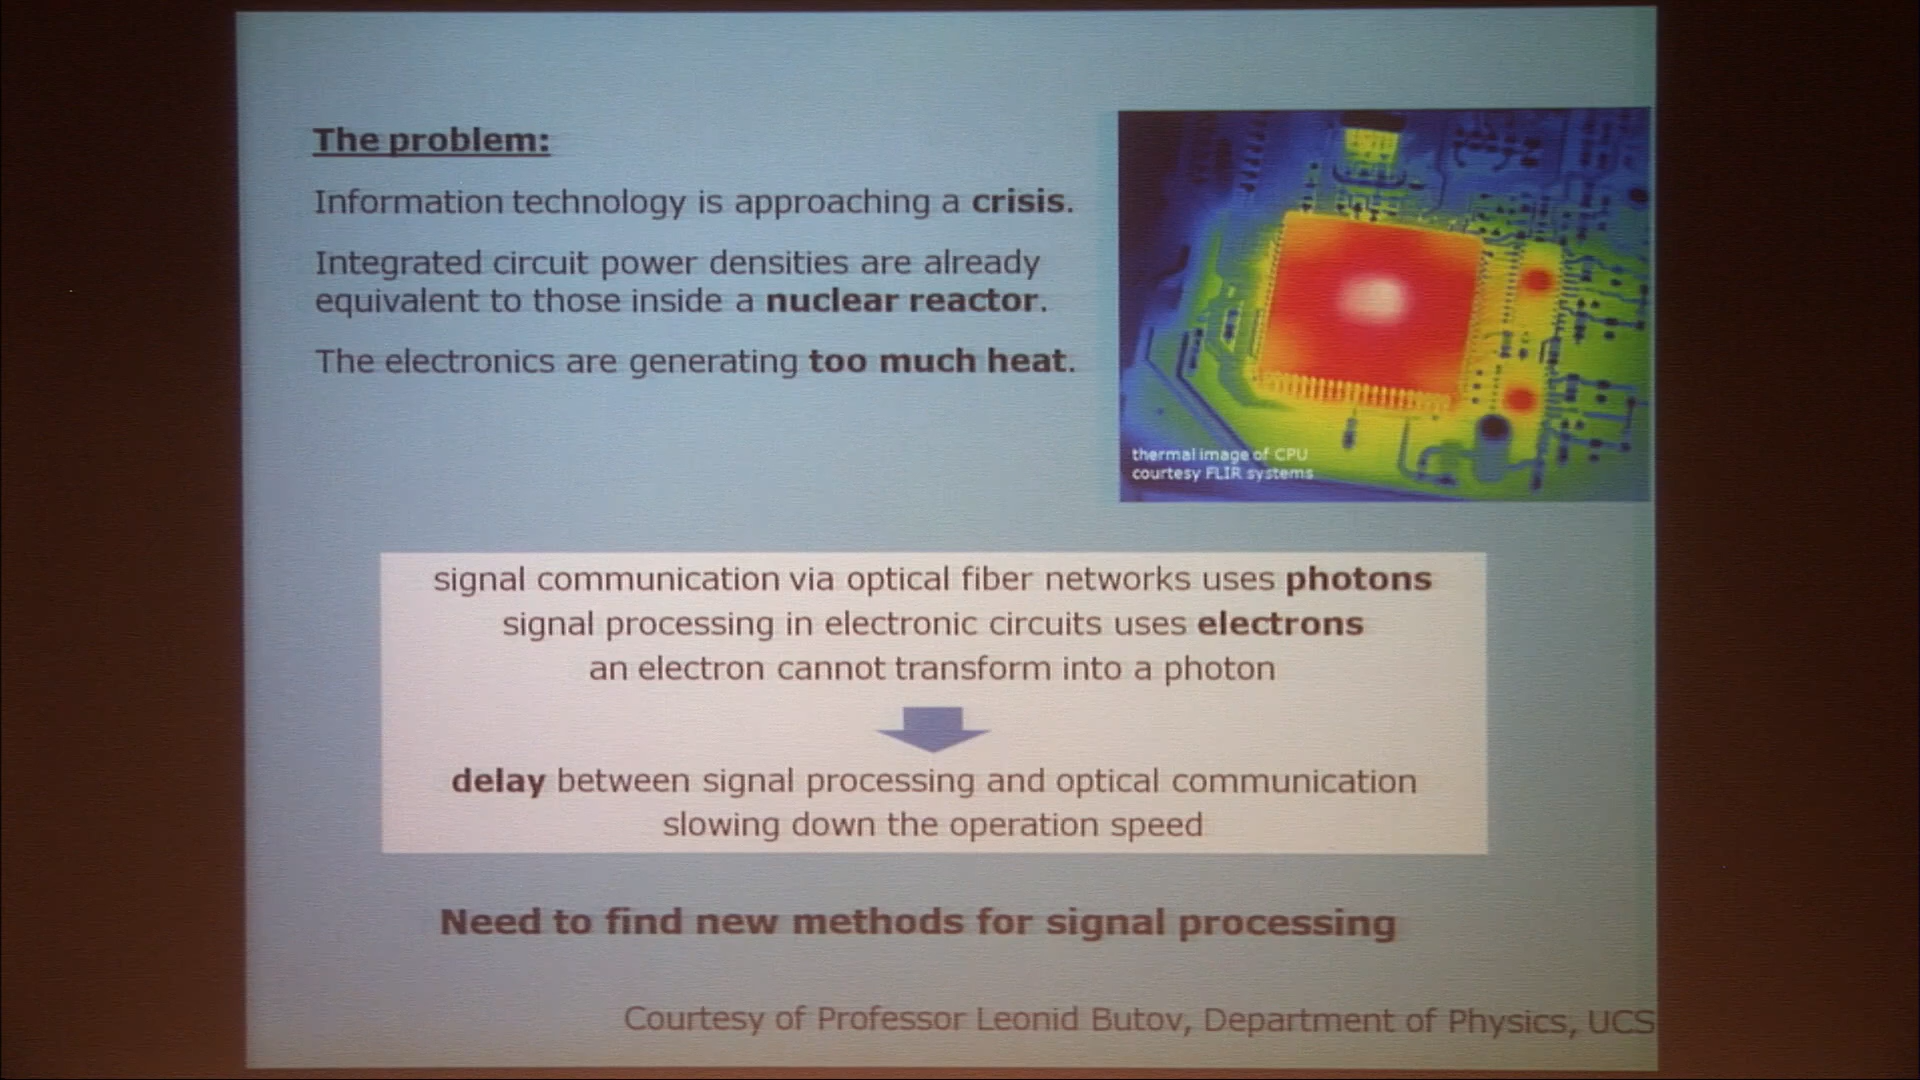 The problem:
Information technology is approaching a crisis.
Integrated circuit power densities are already
equivalent to those inside a nuclear reactor.
The electronics are generating too much heat.
thermal image of CPU
courtesy FLIR systems
signal communication via optical fiber networks uses photons
signal processing in electronic circuits uses electrons
an electron cannot transform into a photon
delay between signal processing and optical communication
slowing down the operation speed
Need to find new methods for signal processing
Courtesy of Professor Leonid Butov, Department of Physics, UCS